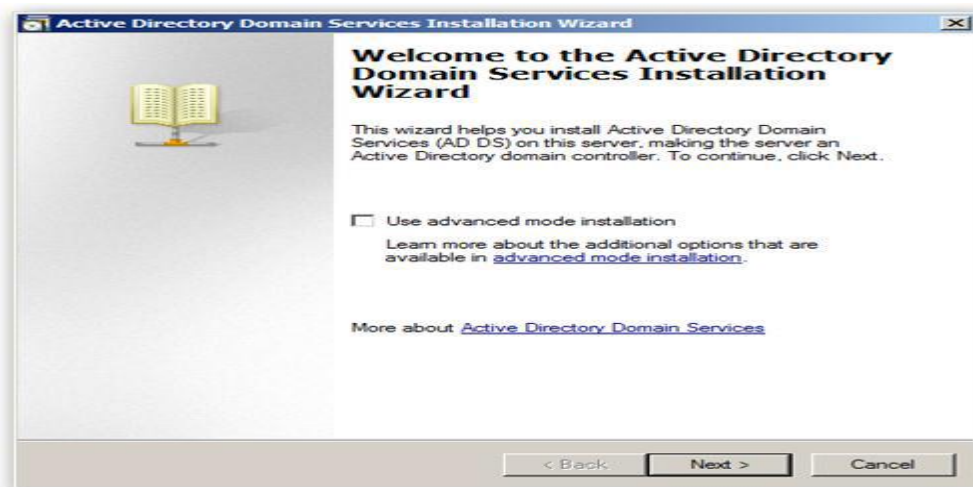 Active Directory Domain Services Installation Wizard
Welcome to the Active Directory
Domain Services Installation
Wizard
This wizard helps you install Active Directory Domain
Services (AD DS) on this server, making the server an
Active Directory domain controller. To continue, click Next.
Use advanced mode installation
Learn more about the additional options that are
available in advanced mode installation.
More about Active Directory Domain Services
< Back
Next >
Cancel